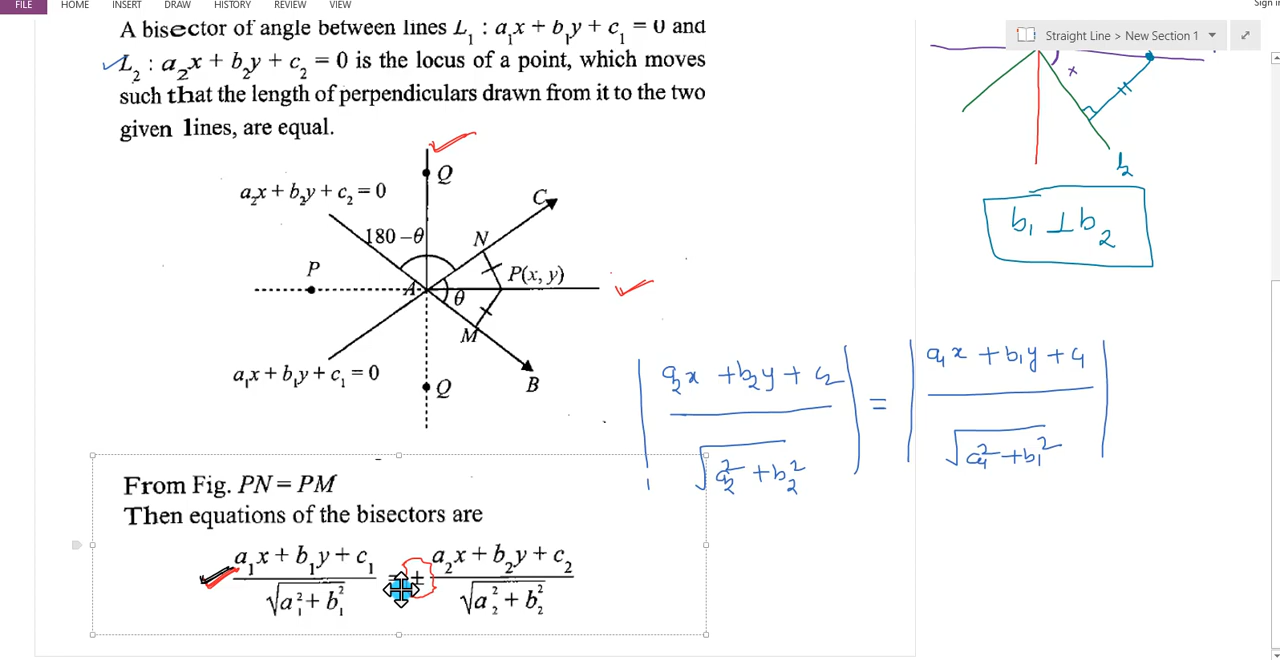 FILE HOME INSERT DRAW HISTORY REVIEW VIEW Sign in
Straight Line > New Section 1
A bisector of angle between lines L₁ : a₁x + b₁y + c₁ = 0 and
L₂ : a₂x + b₂y + c₂ = 0 is the locus of a point, which moves
such that the length of perpendiculars drawn from it to the two
given lines, are equal.
x
L₂
b₁ ⊥ b₂
Q
a₂x + b₂y + c₂ = 0
C
180 – θ
N
P
P(x, y)
A
θ
M
a₁x + b₁y + c₁ = 0
Q
B
| (a₂x + b₂y + c₂) / √(a₂² + b₂²) | = | (a₁x + b₁y + c₁) / √(a₁² + b₁²) |
From Fig. PN = PM
Then equations of the bisectors are
(a₁x + b₁y + c₁) / √(a₁² + b₁²) = ± (a₂x + b₂y + c₂) / √(a₂² + b₂²)